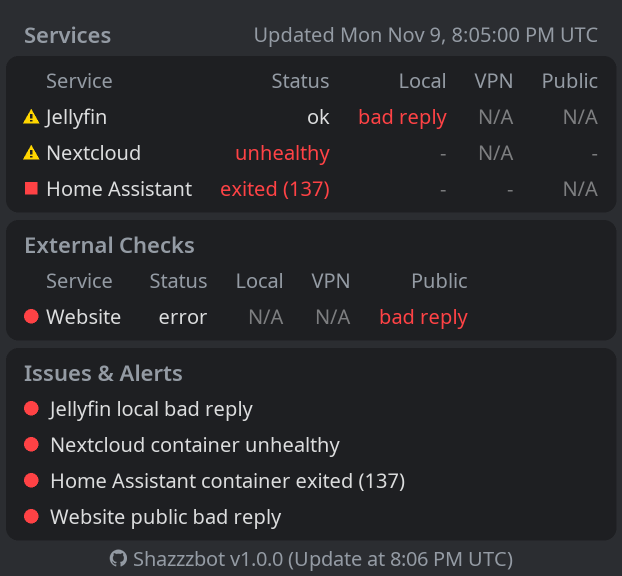 Services Updated Mon Nov 9, 8:05:00 PM UTC
Service Status Local VPN Public
Jellyfin ok bad reply N/A N/A
Nextcloud unhealthy - N/A -
Home Assistant exited (137) - - N/A
External Checks
Service Status Local VPN Public
Website error N/A N/A bad reply
Issues & Alerts
Jellyfin local bad reply
Nextcloud container unhealthy
Home Assistant container exited (137)
Website public bad reply
Shazzzbot v1.0.0 (Update at 8:06 PM UTC)